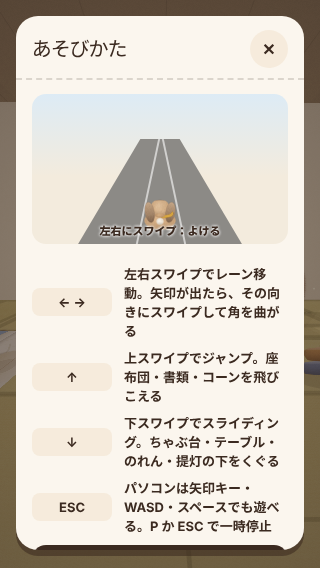 あそびかた
×
左右にスワイプ：よける
← →
左右スワイプでレーン移
動。矢印が出たら、その向
きにスワイプして角を曲が
る
↑
上スワイプでジャンプ。座
布団・書類・コーンを飛び
こえる
↓
下スワイプでスライディン
グ。ちゃぶ台・テーブル・
のれん・提灯の下をくぐる
ESC
パソコンは矢印キー・
WASD・スペースでも遊べ
る。P か ESC で一時停止